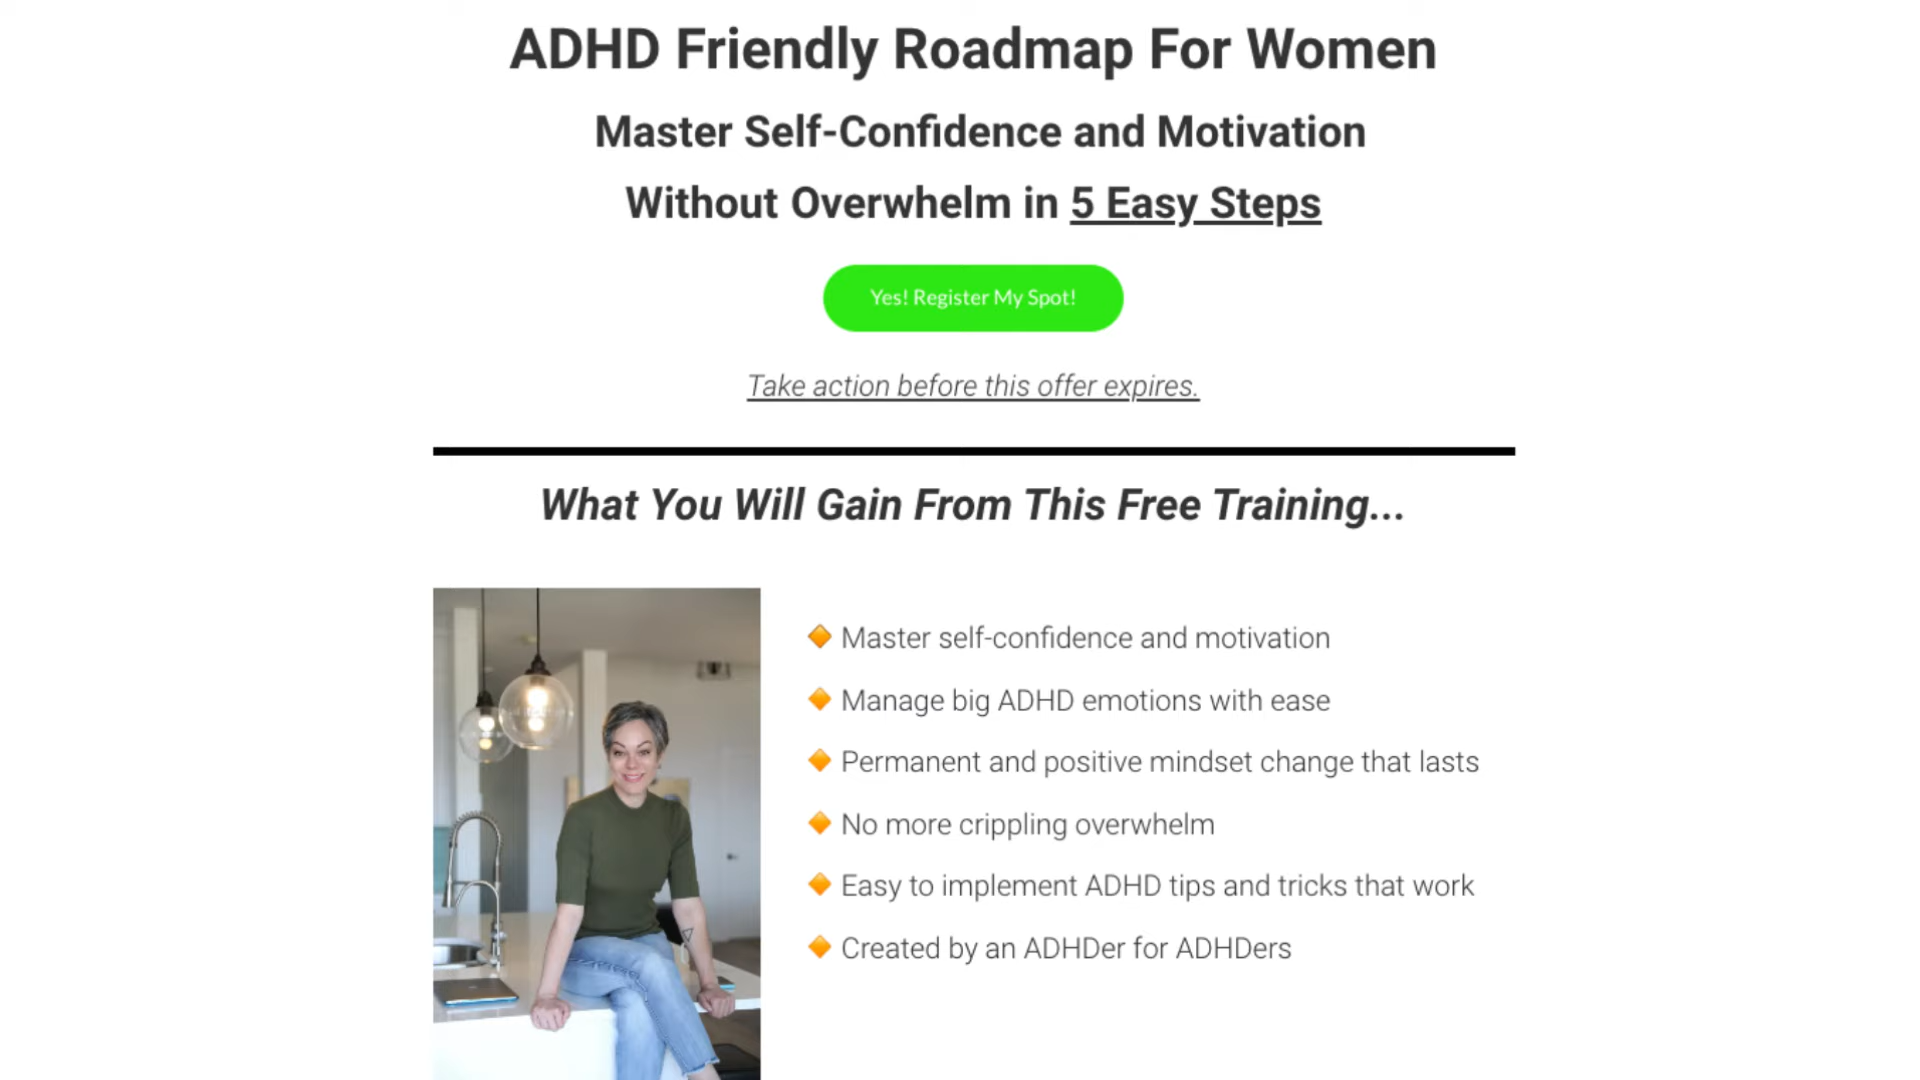 ADHD Friendly Roadmap For Women
Master Self-Confidence and Motivation
Without Overwhelm in 5 Easy Steps
Yes! Register My Spot!
Take action before this offer expires.
What You Will Gain From This Free Training...
🔶 Master self-confidence and motivation
🔶 Manage big ADHD emotions with ease
🔶 Permanent and positive mindset change that lasts
🔶 No more crippling overwhelm
🔶 Easy to implement ADHD tips and tricks that work
🔶 Created by an ADHDer for ADHDers